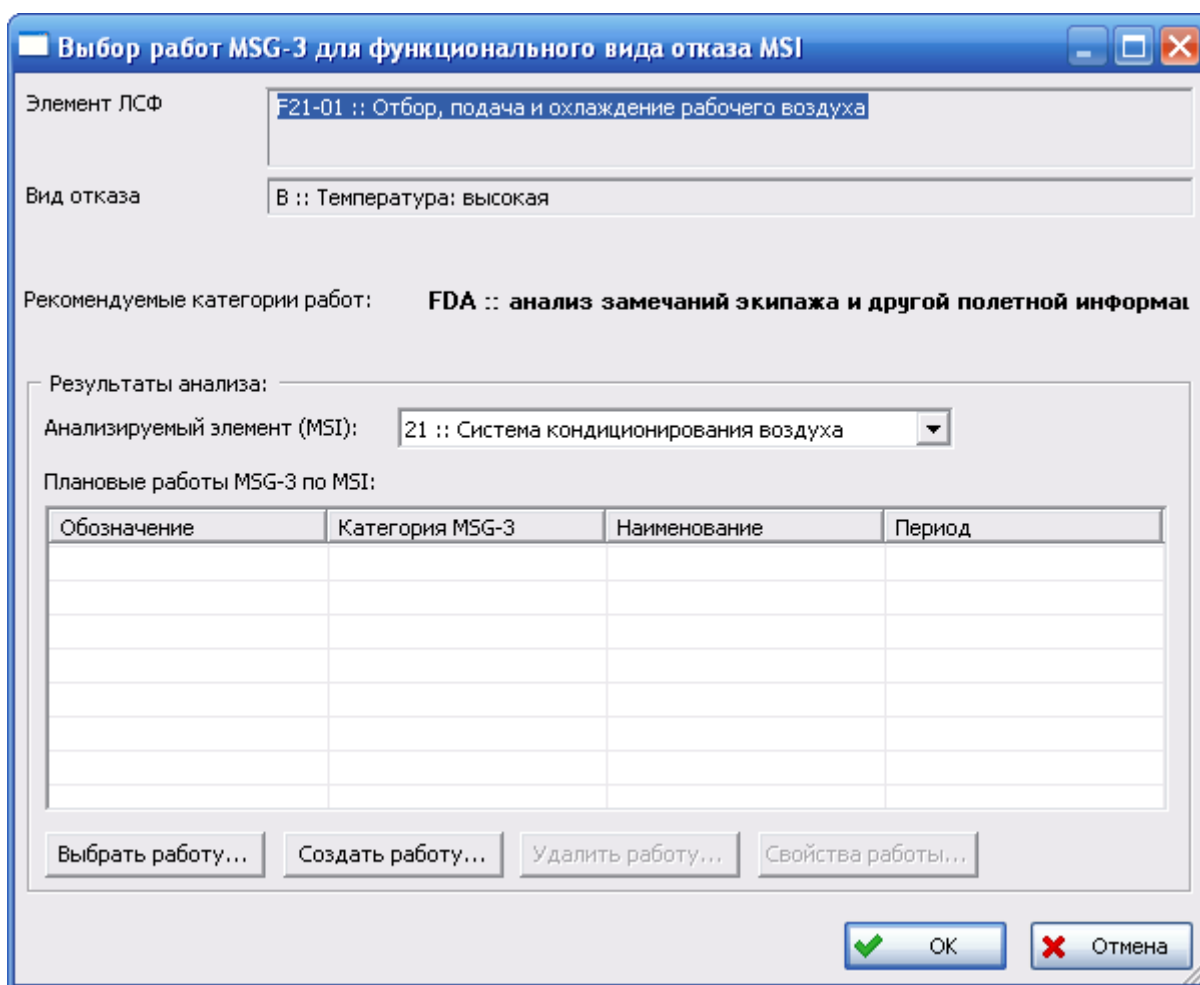 Выбор работ MSG-3 для функционального вида отказа MSI
Элемент ЛСФ
F21-01 :: Отбор, подача и охлаждение рабочего воздуха
Вид отказа
B :: Температура: высокая
Рекомендуемые категории работ: FDA :: анализ замечаний экипажа и другой полетной информац
Результаты анализа:
Анализируемый элемент (MSI): 21 :: Система кондиционирования воздуха
Плановые работы MSG-3 по MSI:
Обозначение Категория MSG-3 Наименование Период
Выбрать работу... Создать работу... Удалить работу... Свойства работы...
OK Отмена